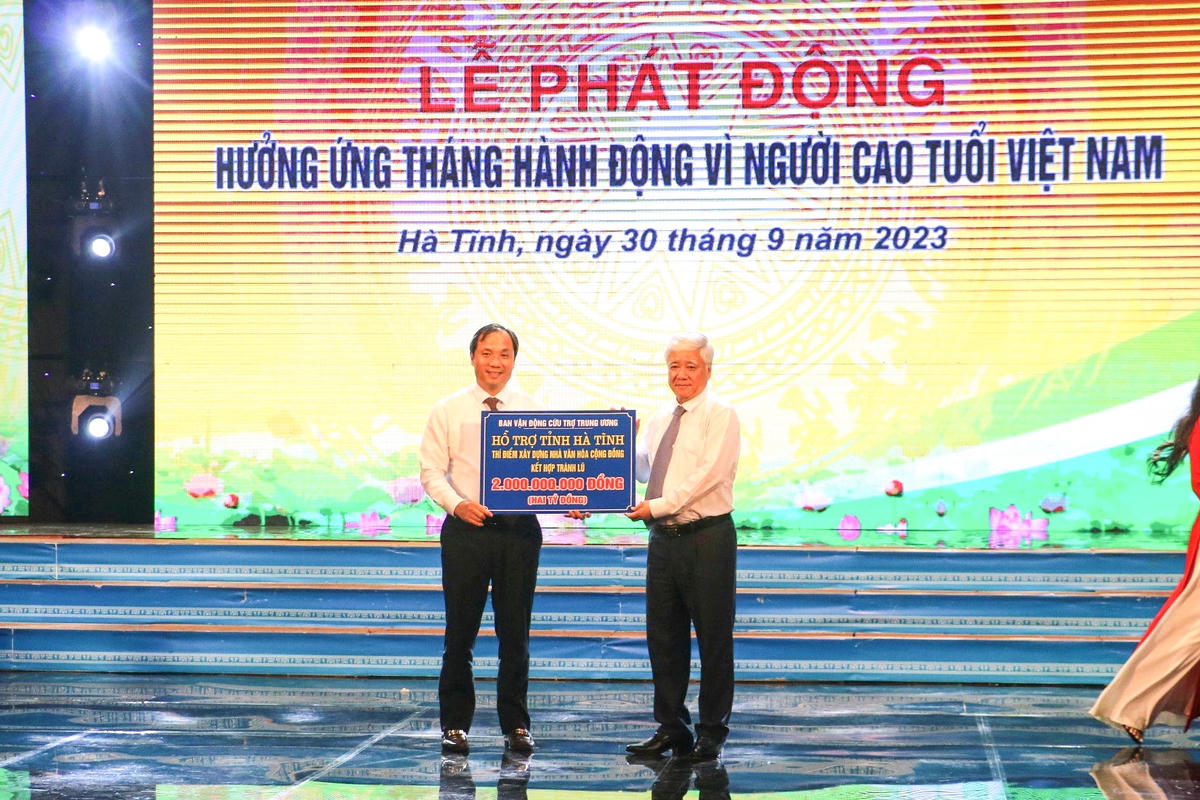 LỄ PHÁT ĐỘNG
HƯỞNG ỨNG THÁNG HÀNH ĐỘNG VÌ NGƯỜI CAO TUỔI VIỆT NAM
Hà Tĩnh, ngày 30 tháng 9 năm 2023
BAN VẬN ĐỘNG CỨU TRỢ TRUNG ƯƠNG
HỖ TRỢ TỈNH HÀ TĨNH
THÍ ĐIỂM XÂY DỰNG NHÀ VĂN HÓA CỘNG ĐỒNG
KẾT HỢP TRÁNH LŨ
2.000.000.000 ĐỒNG
(HAI TỶ ĐỒNG)